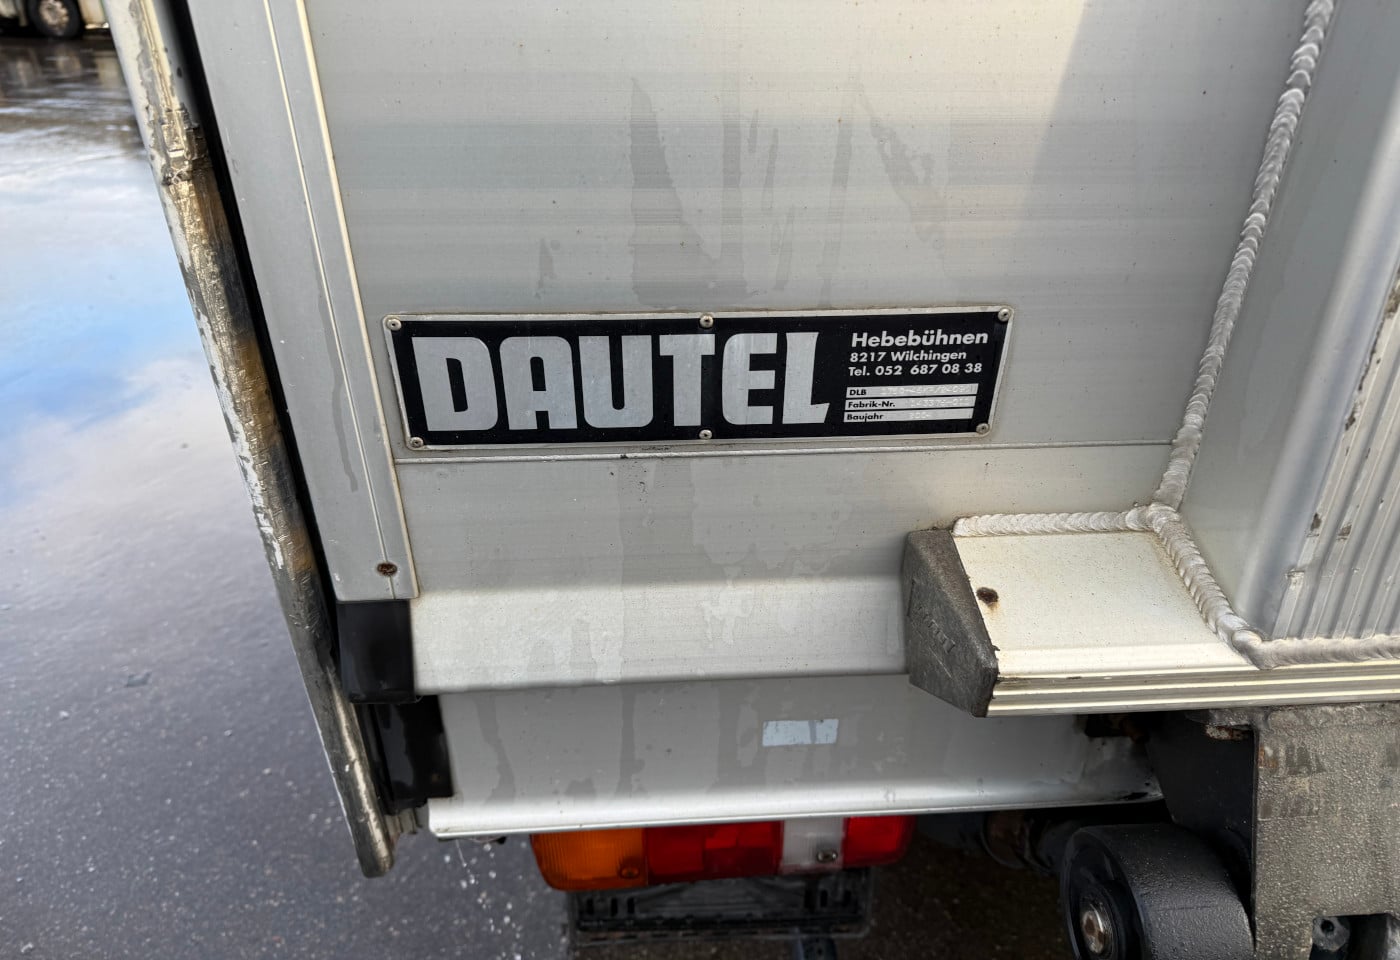 DAUTEL
Hebebühnen
8217 Wilchingen
Tel. 052 687 08 38
DLB
Fabrik-Nr.
Baujahr